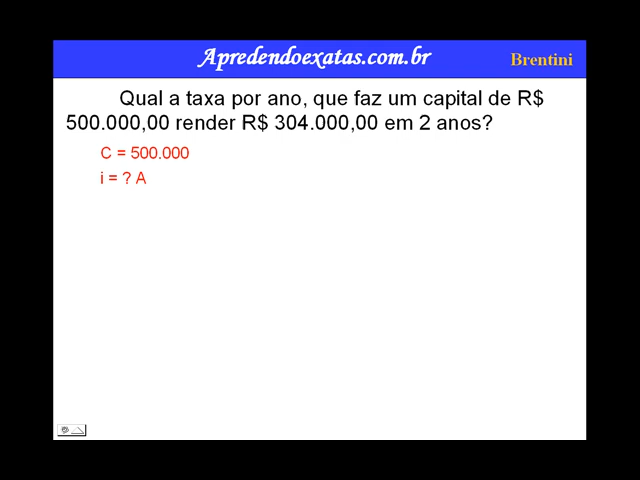 Apredendoexatas.com.br
Brentini
Qual a taxa por ano, que faz um capital de R$
500.000,00 render R$ 304.000,00 em 2 anos?
C = 500.000
i = ? A